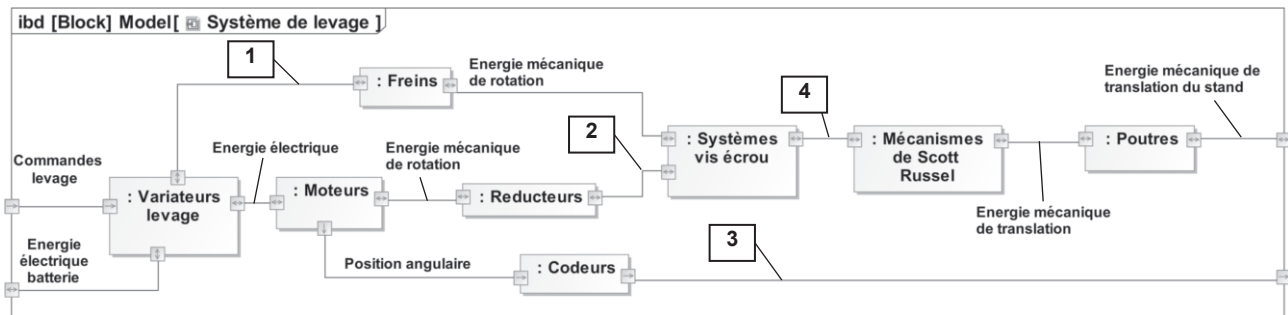 ibd [Block] Model[ Système de levage ]
1
: Freins
Energie mécanique
de rotation
4
Energie mécanique de
translation du stand
2
Commandes
levage
Energie électrique
Energie mécanique
de rotation
: Systèmes
vis écrou
: Mécanismes
de Scott
Russel
: Poutres
: Variateurs
levage
: Moteurs
: Reducteurs
Energie
électrique
batterie
Energie mécanique
de translation
3
Position angulaire
: Codeurs